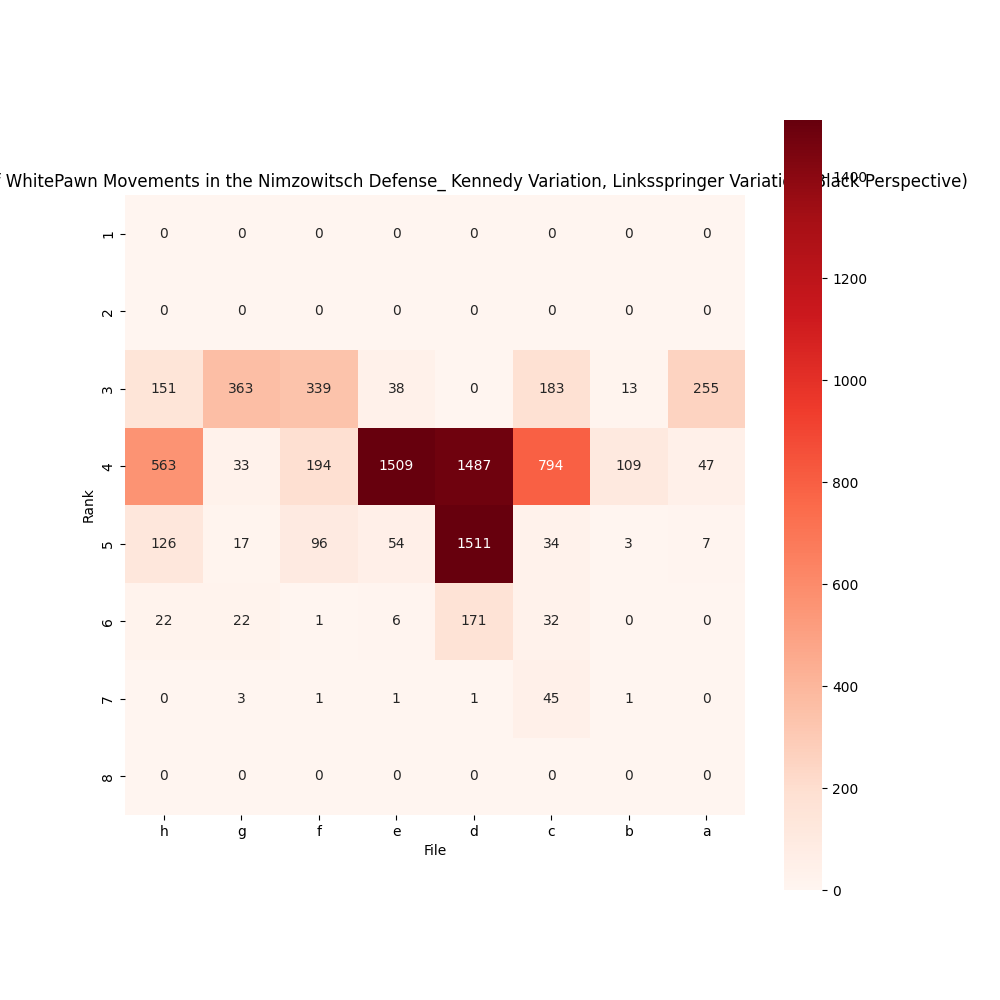 WhitePawn Movements in the Nimzowitsch Defense_ Kennedy Variation, Linksspringer Perspective)
1 0 0 0 0 0 0 0 0
2 0 0 0 0 0 0 0 0
3 151 363 339 38 0 183 13 255
4 563 33 194 1509 1487 794 109 47
5 126 17 96 54 1511 34 3 7
6 22 22 1 6 171 32 0 0
7 0 3 1 1 1 45 1 0
8 0 0 0 0 0 0 0 0
h g f e d c b a
File
Rank
1400
1200
1000
800
600
400
200
0